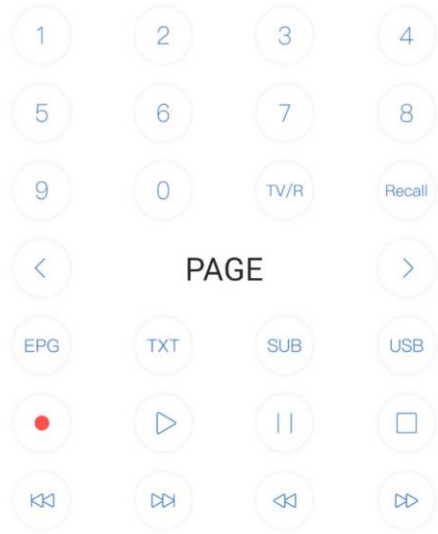 1 2 3 4
5 6 7 8
9 0 TV/R Recall
PAGE
EPG TXT SUB USB